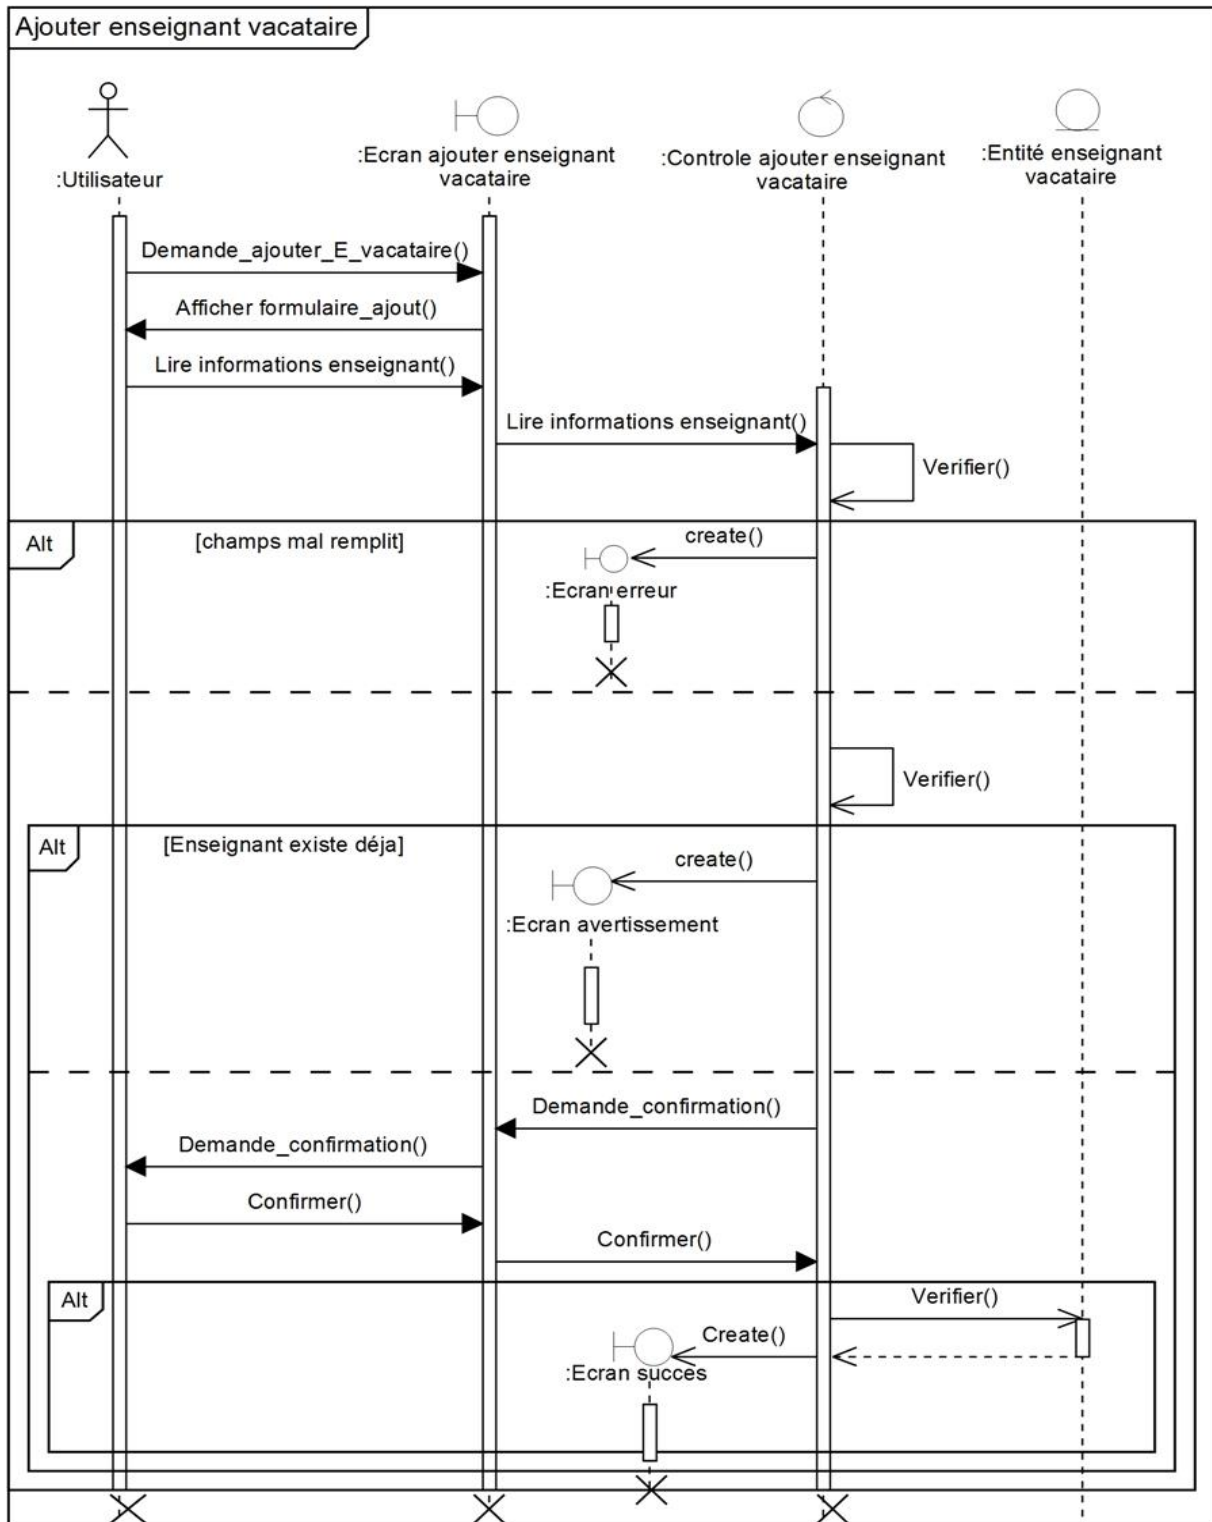 Ajouter enseignant vacataire
:Utilisateur
:Ecran ajouter enseignant
vacataire
:Controle ajouter enseignant
vacataire
:Entité enseignant
vacataire
Demande_ajouter_E_vacataire()
Afficher formulaire_ajout()
Lire informations enseignant()
Lire informations enseignant()
Verifier()
Alt
[champs mal remplit]
create()
:Ecran erreur
Verifier()
Alt
[Enseignant existe déja]
create()
:Ecran avertissement
Demande_confirmation()
Demande_confirmation()
Confirmer()
Confirmer()
Alt
Verifier()
Create()
:Ecran succes